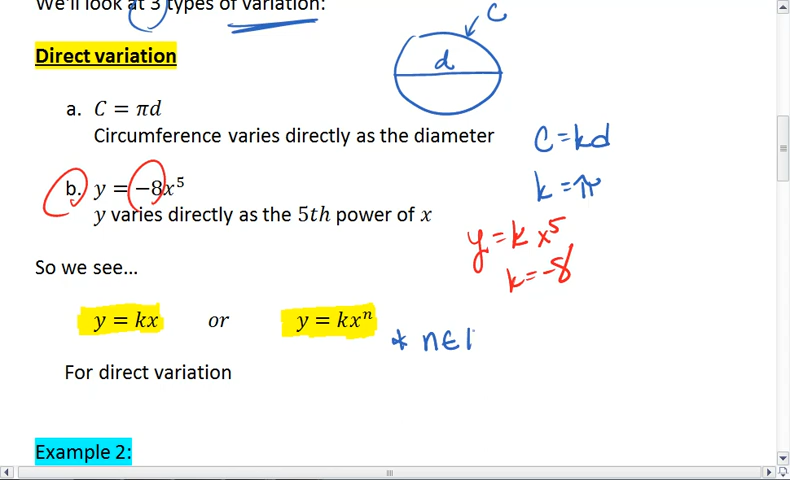 We'll look at 3 types of variation:
C
Direct variation
d
a. C = πd
Circumference varies directly as the diameter
C = kd
b. y = −8x⁵
k = π
y varies directly as the 5th power of x
y = k x⁵
k = −8
So we see...
y = kx or y = kxⁿ
* n ∈
For direct variation
Example 2: